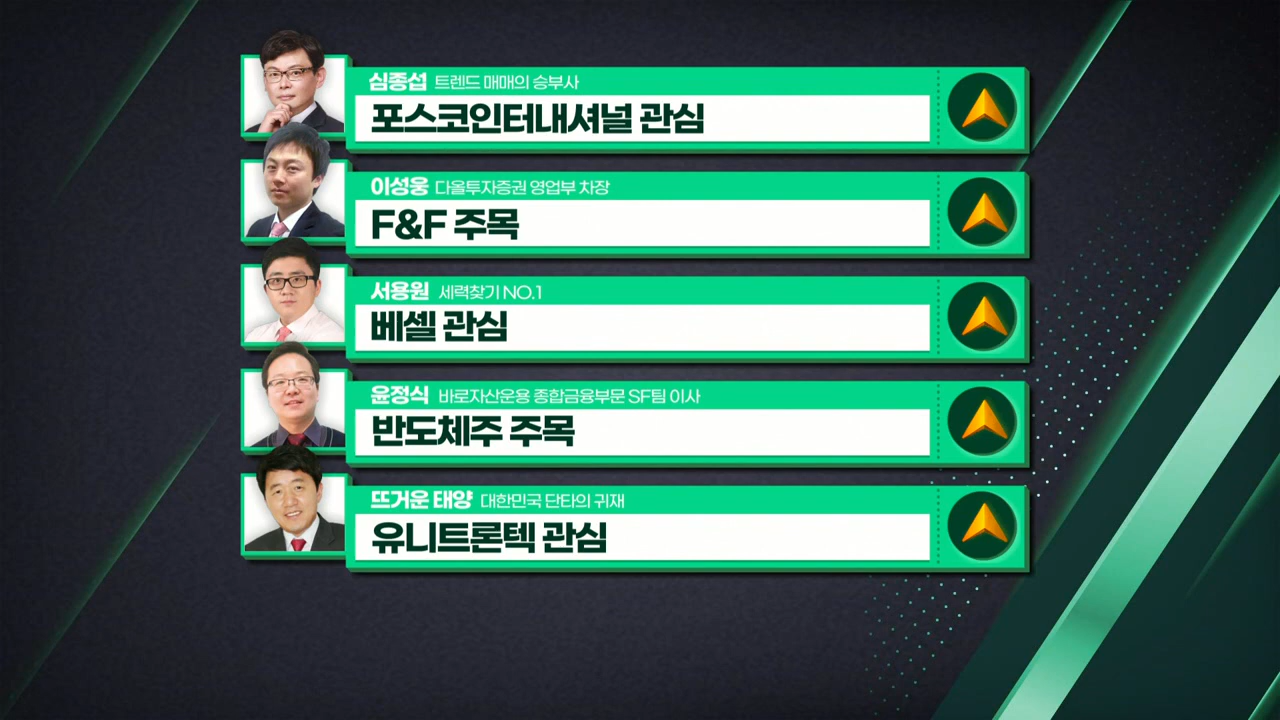 심종섭 트렌드 매매의 승부사
포스코인터내셔널 관심
이성웅 다올투자증권 영업부 차장
F&F 주목
서용원 세력찾기 NO.1
베셀 관심
윤정식 바로자산운용 종합금융부문 SF팀 이사
반도체주 주목
뜨거운 태양 대한민국 단타의 귀재
유니트론텍 관심